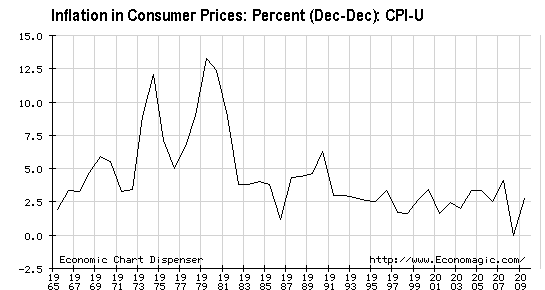 Inflation in Consumer Prices: Percent (Dec-Dec): CPI-U
15.0
12.5
10.0
7.5
5.0
2.5
0.0
-2.5
Economic Chart Dispenser http://www.Economagic.com/
19 19 19 19 19 19 19 19 19 19 19 19 19 19 19 19 19 19 20 20 20 20 20
65 67 69 71 73 75 77 79 81 83 85 87 89 91 93 95 97 99 01 03 05 07 09